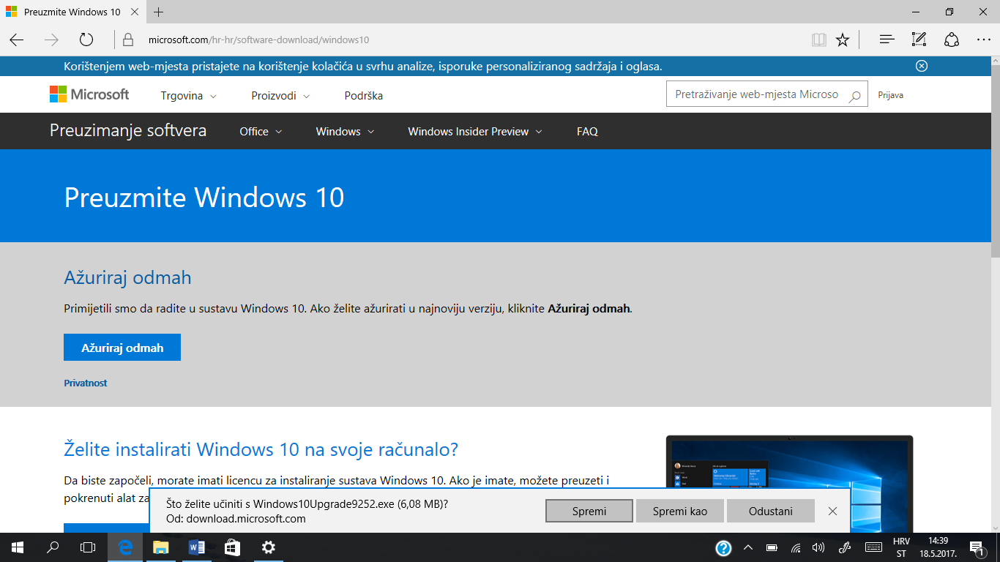 Preuzmite Windows 10
microsoft.com/hr-hr/software-download/windows10
Korištenjem web-mjesta pristajete na korištenje kolačića u svrhu analize, isporuke personaliziranog sadržaja i oglasa.
Microsoft Trgovina Proizvodi Podrška Pretraživanje web-mjesta Microso Prijava
Preuzimanje softvera Office Windows Windows Insider Preview FAQ
Preuzmite Windows 10
Ažuriraj odmah
Primijetili smo da radite u sustavu Windows 10. Ako želite ažurirati u najnoviju verziju, kliknite Ažuriraj odmah.
Ažuriraj odmah
Privatnost
Želite instalirati Windows 10 na svoje računalo?
Da biste započeli, morate imati licencu za instaliranje sustava Windows 10. Ako je imate, možete preuzeti i
pokrenuti alat za
Što želite učiniti s Windows10Upgrade9252.exe (6,08 MB)?
Od: download.microsoft.com
Spremi Spremi kao Odustani
HRV 14:39
ST 18.5.2017. 1